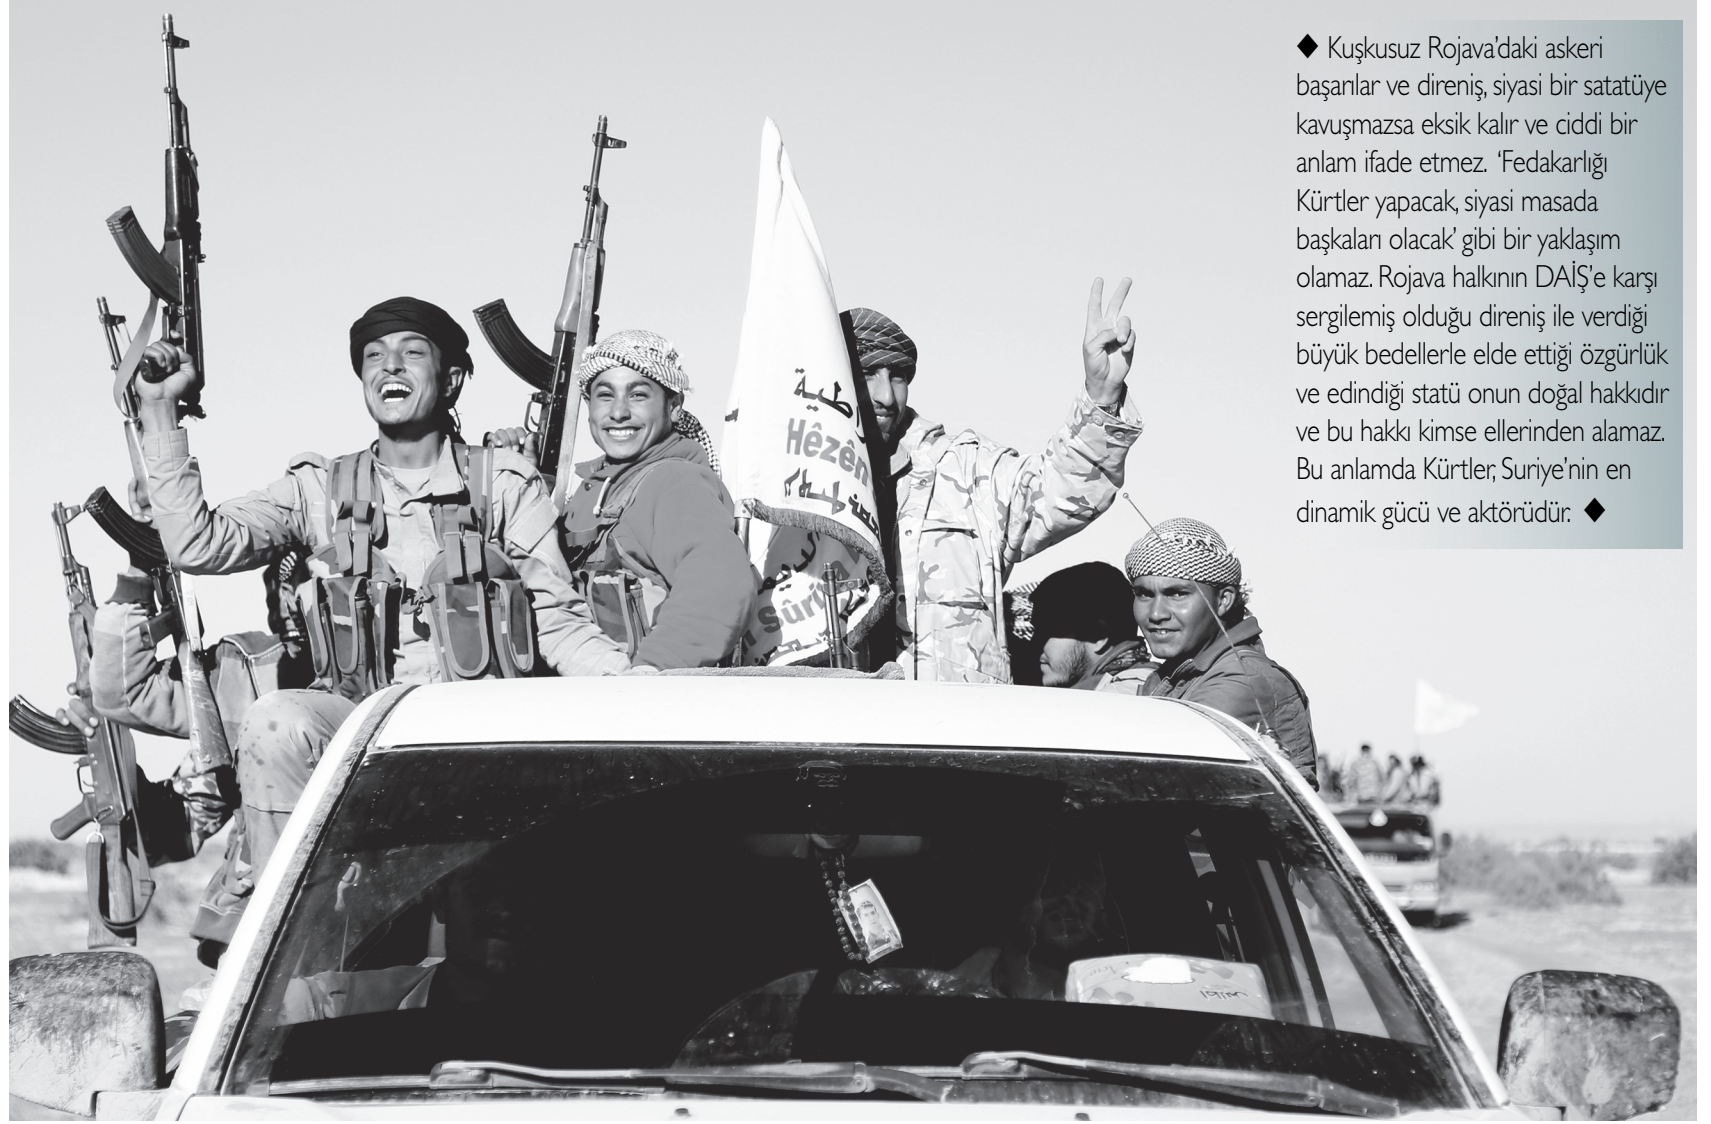 ◆ Kuşkusuz Rojava’daki askeri
başarılar ve direniş, siyasi bir satatüye
kavuşmazsa eksik kalır ve ciddi bir
anlam ifade etmez. ‘Fedakarlığı
Kürtler yapacak, siyasi masada
başkaları olacak’ gibi bir yaklaşım
olamaz. Rojava halkının DAİŞ’e karşı
sergilemiş olduğu direniş ile verdiği
büyük bedellerle elde ettiği özgürlük
ve edindiği statü onun doğal hakkıdır
ve bu hakkı kimse ellerinden alamaz.
Bu anlamda Kürtler, Suriye’nin en
dinamik gücü ve aktörüdür. ◆
Hêzên